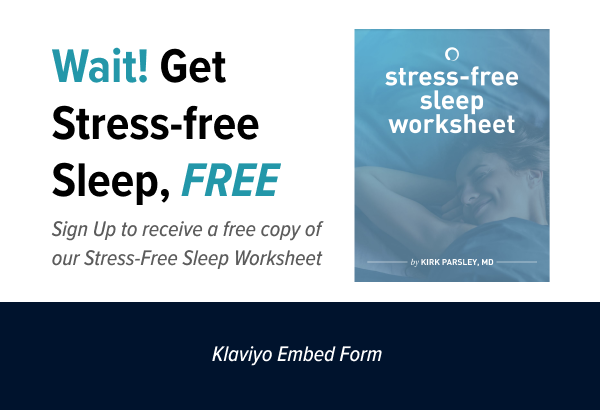 Wait! Get
Stress-free
Sleep, FREE
Sign Up to receive a free copy of
our Stress-Free Sleep Worksheet
stress-free
sleep
worksheet
by KIRK PARSLEY, MD
Klaviyo Embed Form